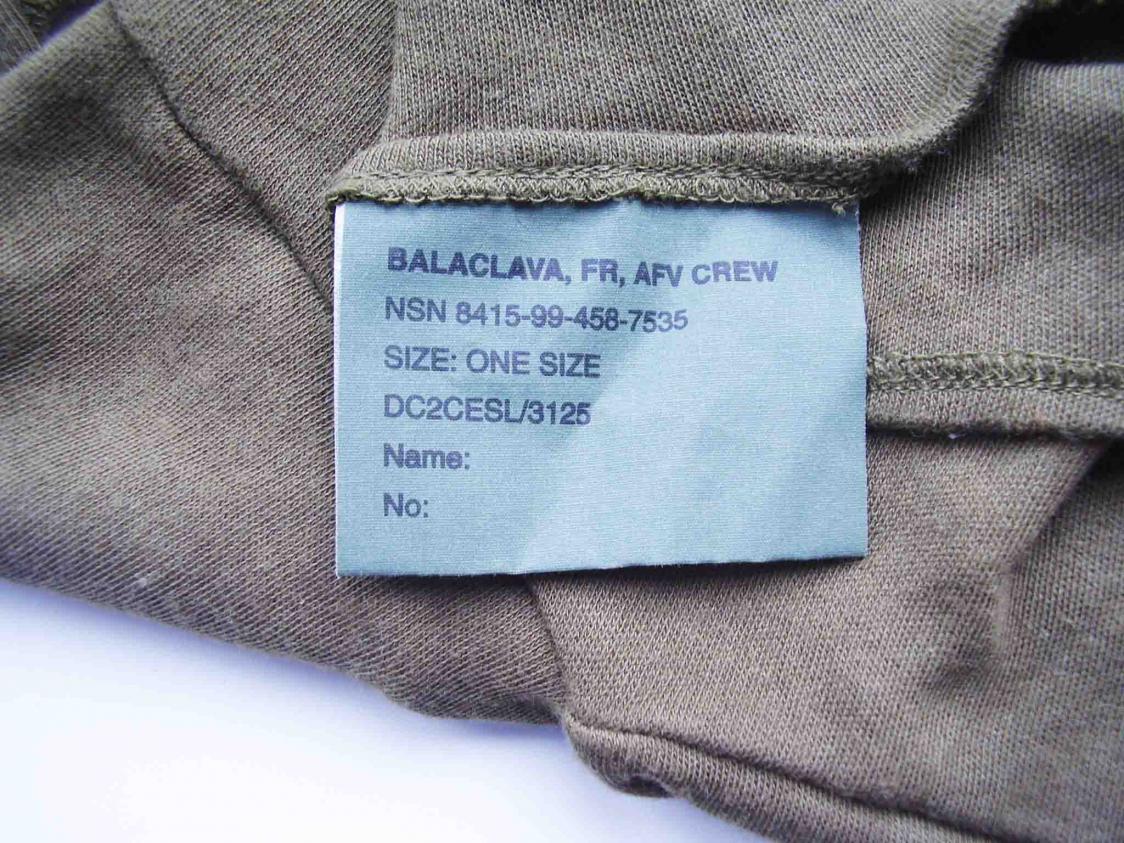 BALACLAVA, FR, AFV CREW
NSN 8415-99-458-7535
SIZE: ONE SIZE
DC2CESL/3125
Name:
No: